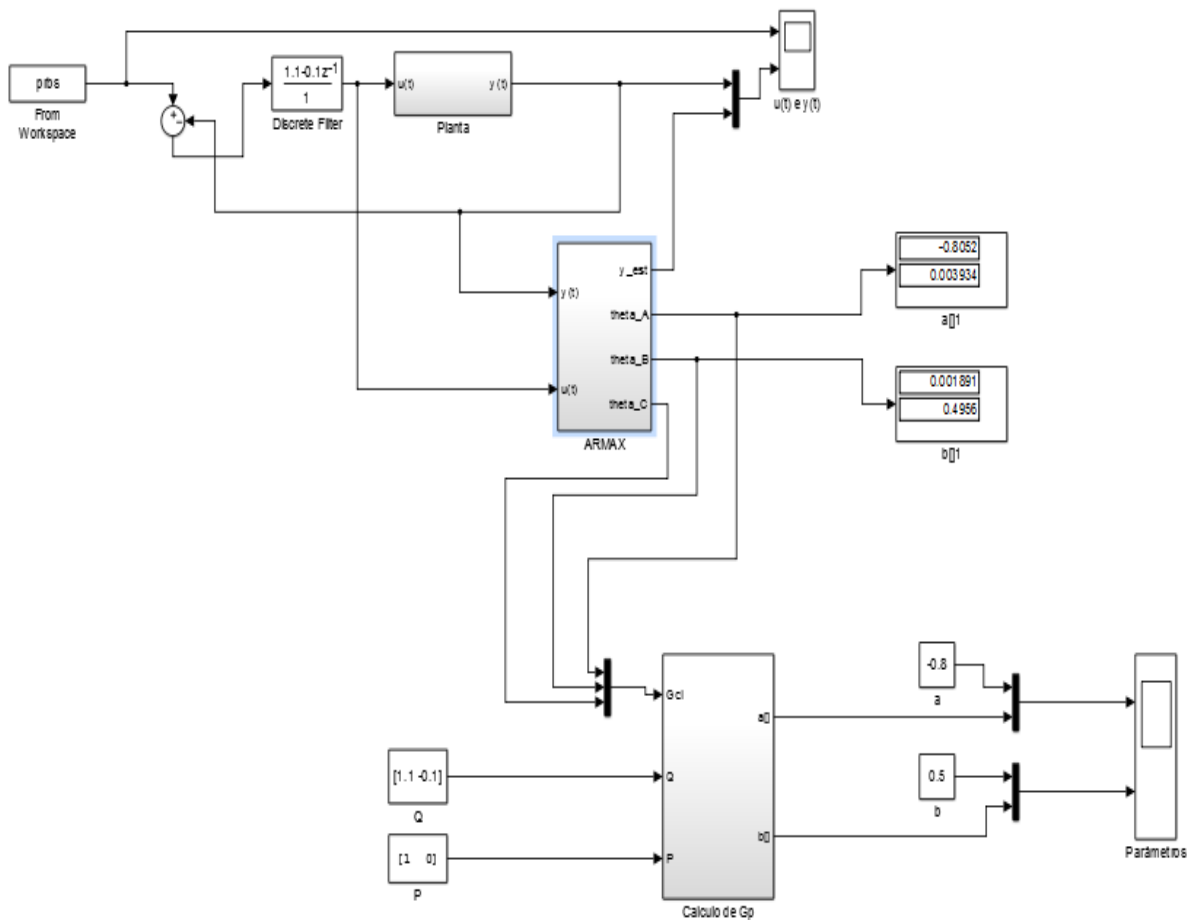 prbs
From
Workspace
+
−
1.1-0.1z⁻¹
1
Discrete Filter
u(t)
y(t)
Planta
u(t) e y(t)
y(t)
u(t)
y_est
theta_A
theta_B
theta_C
ARMAX
-0.8052
0.003934
a[]1
0.001891
0.4956
b[]1
Gcl
Q
P
a[]
b[]
Calculo de Gp
[1.1 -0.1]
Q
[1 0]
P
-0.8
a
0.5
b
Parâmetros